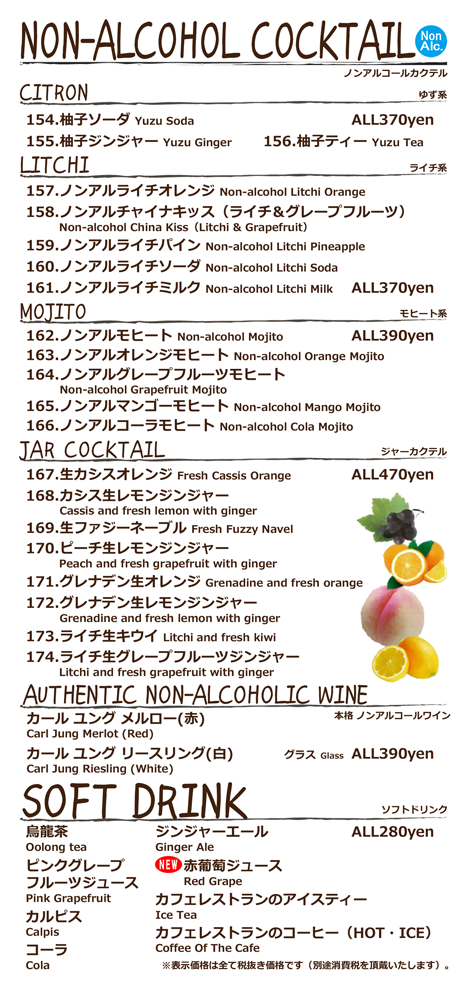 NON-ALCOHOL COCKTAIL Non Alc.
ノンアルコールカクテル
CITRON ゆず系
154.柚子ソーダ Yuzu Soda ALL370yen
155.柚子ジンジャー Yuzu Ginger 156.柚子ティー Yuzu Tea
LITCHI ライチ系
157.ノンアルライチオレンジ Non-alcohol Litchi Orange
158.ノンアルチャイナキッス（ライチ&グレープフルーツ）
Non-alcohol China Kiss（Litchi & Grapefruit）
159.ノンアルライチパイン Non-alcohol Litchi Pineapple
160.ノンアルライチソーダ Non-alcohol Litchi Soda
161.ノンアルライチミルク Non-alcohol Litchi Milk ALL370yen
MOJITO モヒート系
162.ノンアルモヒート Non-alcohol Mojito ALL390yen
163.ノンアルオレンジモヒート Non-alcohol Orange Mojito
164.ノンアルグレープフルーツモヒート
Non-alcohol Grapefruit Mojito
165.ノンアルマンゴーモヒート Non-alcohol Mango Mojito
166.ノンアルコーラモヒート Non-alcohol Cola Mojito
JAR COCKTAIL ジャーカクテル
167.生カシスオレンジ Fresh Cassis Orange ALL470yen
168.カシス生レモンジンジャー
Cassis and fresh lemon with ginger
169.生ファジーネーブル Fresh Fuzzy Navel
170.ピーチ生レモンジンジャー
Peach and fresh grapefruit with ginger
171.グレナデン生オレンジ Grenadine and fresh orange
172.グレナデン生レモンジンジャー
Grenadine and fresh lemon with ginger
173.ライチ生キウイ Litchi and fresh kiwi
174.ライチ生グレープフルーツジンジャー
Litchi and fresh grapefruit with ginger
AUTHENTIC NON-ALCOHOLIC WINE
カール ユング メルロー(赤) 本格 ノンアルコールワイン
Carl Jung Merlot (Red)
カール ユング リースリング(白) グラス Glass ALL390yen
Carl Jung Riesling (White)
SOFT DRINK ソフトドリンク
烏龍茶 ジンジャーエール ALL280yen
Oolong tea Ginger Ale
ピンクグレープ NEW 赤葡萄ジュース
フルーツジュース Red Grape
Pink Grapefruit カフェレストランのアイスティー
カルピス Ice Tea
Calpis カフェレストランのコーヒー（HOT・ICE）
コーラ Coffee Of The Cafe
Cola ※表示価格は全て税抜き価格です（別途消費税を頂戴いたします）。